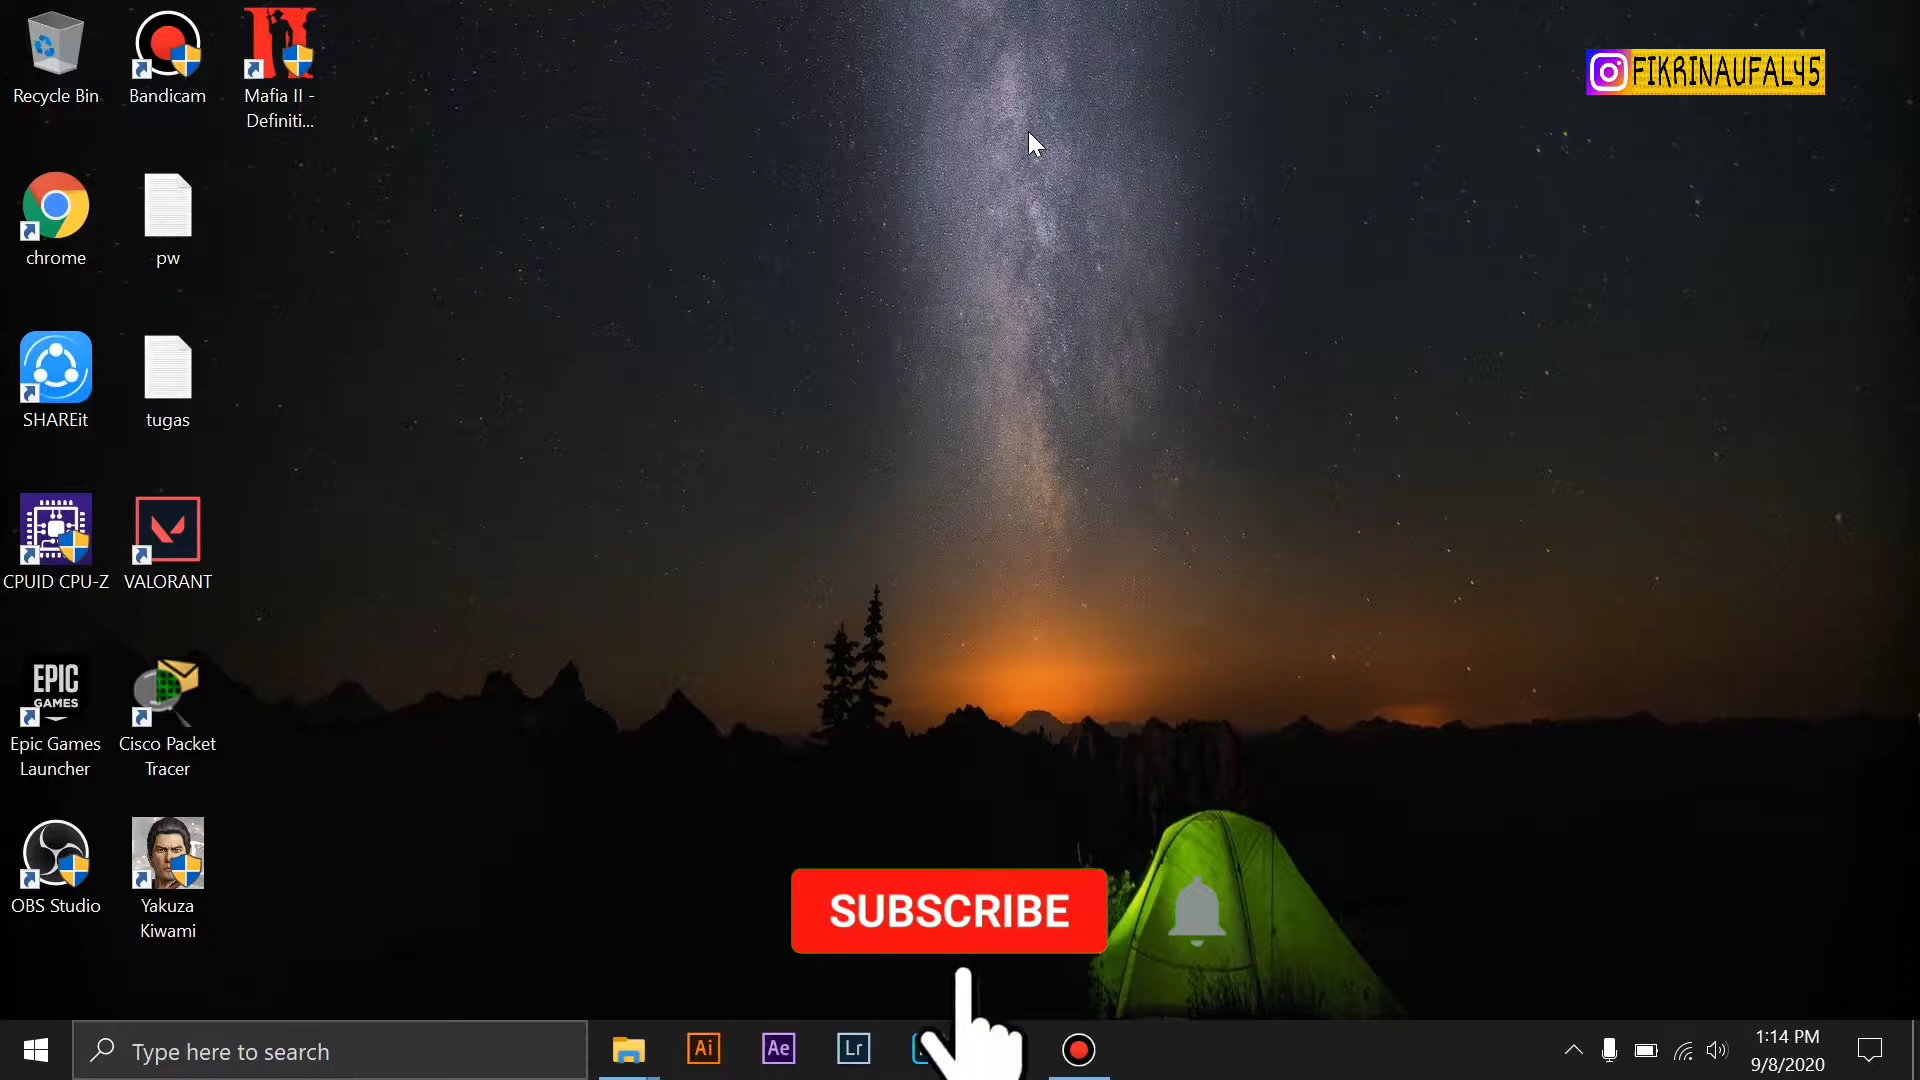 Recycle Bin
Bandicam
Mafia II -
Definiti...
FIKRINAUFAL45
chrome
pw
SHAREit
tugas
CPUID CPU-Z
VALORANT
EPIC
GAMES
Epic Games
Launcher
Cisco Packet
Tracer
OBS Studio
Yakuza
Kiwami
SUBSCRIBE
Type here to search
Ai
Ae
Lr
1:14 PM
9/8/2020